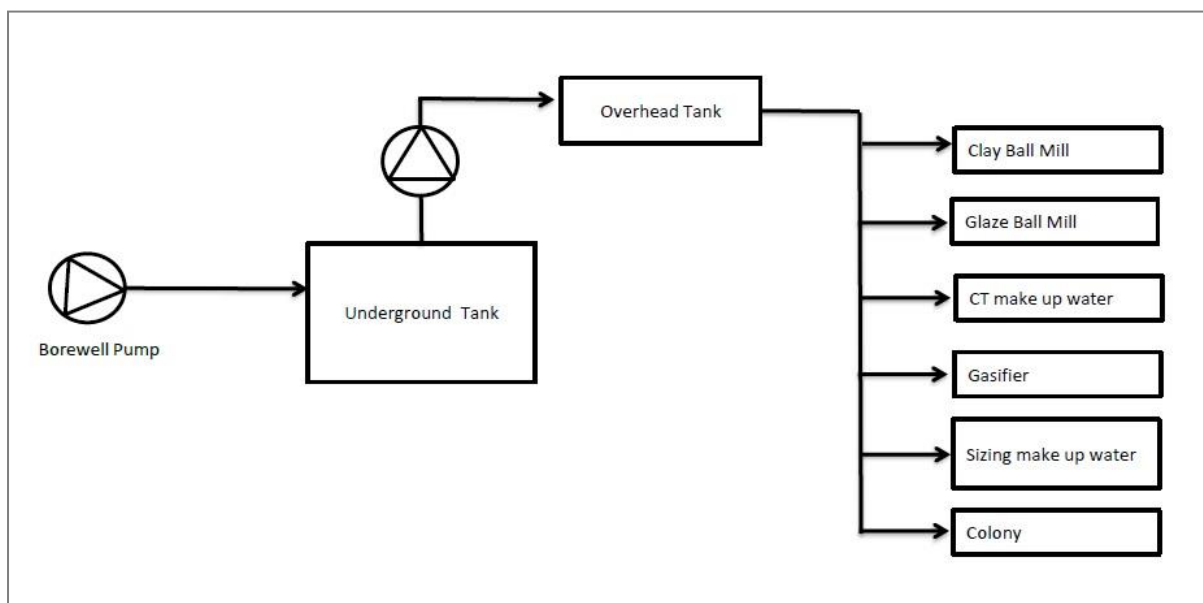 Overhead Tank
Clay Ball Mill
Glaze Ball Mill
Underground Tank
CT make up water
Borewell Pump
Gasifier
Sizing make up water
Colony